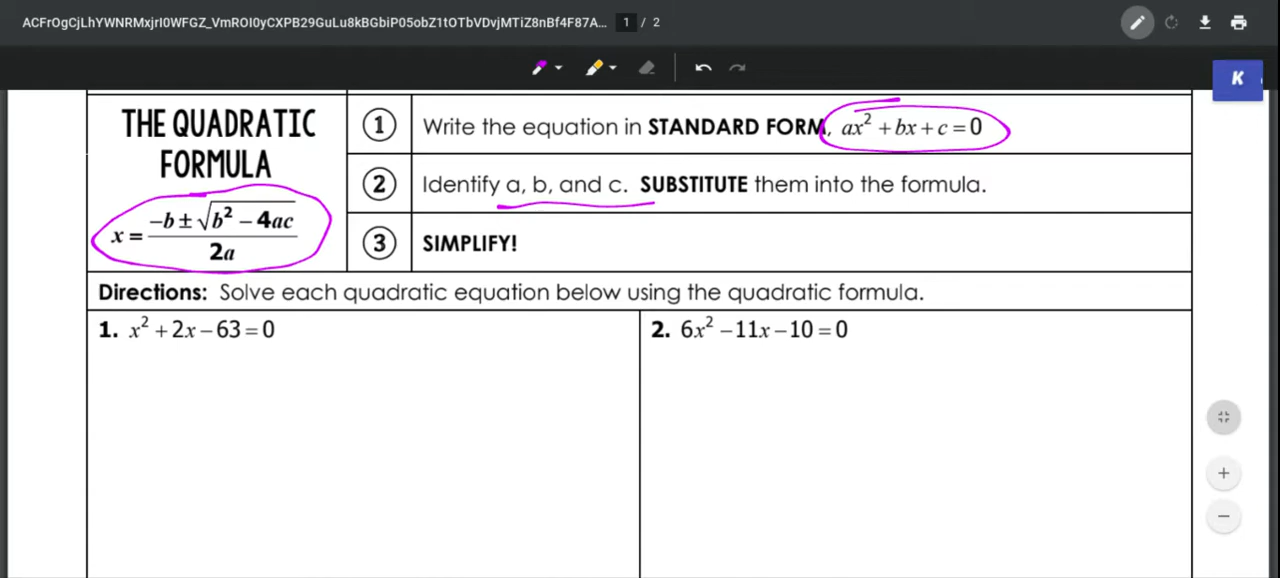 ACFrOgCjLhYWNRMxjrI0WFGZ_VmROI0yCXPB29GuLu8kBGbiP05obZ1tOTbVDvjMTiZ8nBf4F87A... 1 / 2
K
THE QUADRATIC
FORMULA
x = \frac{-b ± \sqrt{b² - 4ac}}{2a}
① Write the equation in STANDARD FORM, ax² + bx + c = 0
② Identify a, b, and c. SUBSTITUTE them into the formula.
③ SIMPLIFY!
Directions: Solve each quadratic equation below using the quadratic formula.
1. x² + 2x – 63 = 0
2. 6x² – 11x – 10 = 0